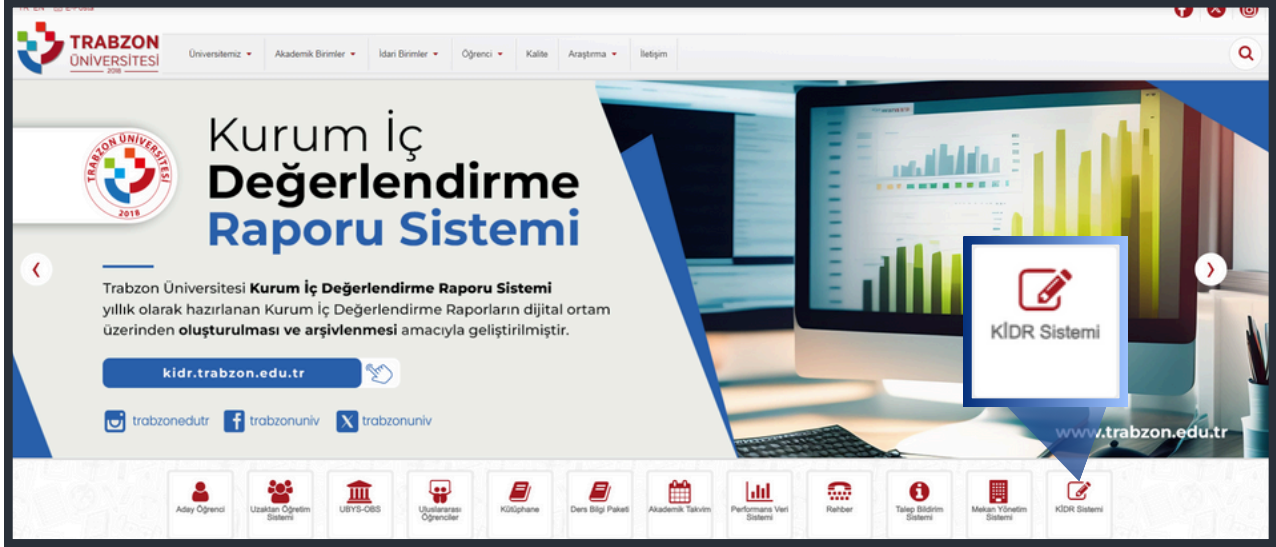 TR EN E-Posta
TRABZON
ÜNİVERSİTESİ
2018
Üniversitemiz
Akademik Birimler
İdari Birimler
Öğrenci
Kalite
Araştırma
İletişim
TRABZON ÜNİVERSİTESİ
2018
Kurum İç
Değerlendirme
Raporu Sistemi
Trabzon Üniversitesi Kurum İç Değerlendirme Raporu Sistemi
yıllık olarak hazırlanan Kurum İç Değerlendirme Raporların dijital ortam
üzerinden oluşturulması ve arşivlenmesi amacıyla geliştirilmiştir.
kidr.trabzon.edu.tr
trabzonedutr
trabzonuniv
trabzonuniv
KİDR Sistemi
www.trabzon.edu.tr
Aday Öğrenci
Uzaktan Öğretim
Sistemi
UBYS-OBS
Uluslararası
Öğrenciler
Kütüphane
Ders Bilgi Paketi
Akademik Takvim
Performans Veri
Sistemi
Rehber
Talep Bildirim
Sistemi
Mekan Yönetim
Sistemi
KİDR Sistemi